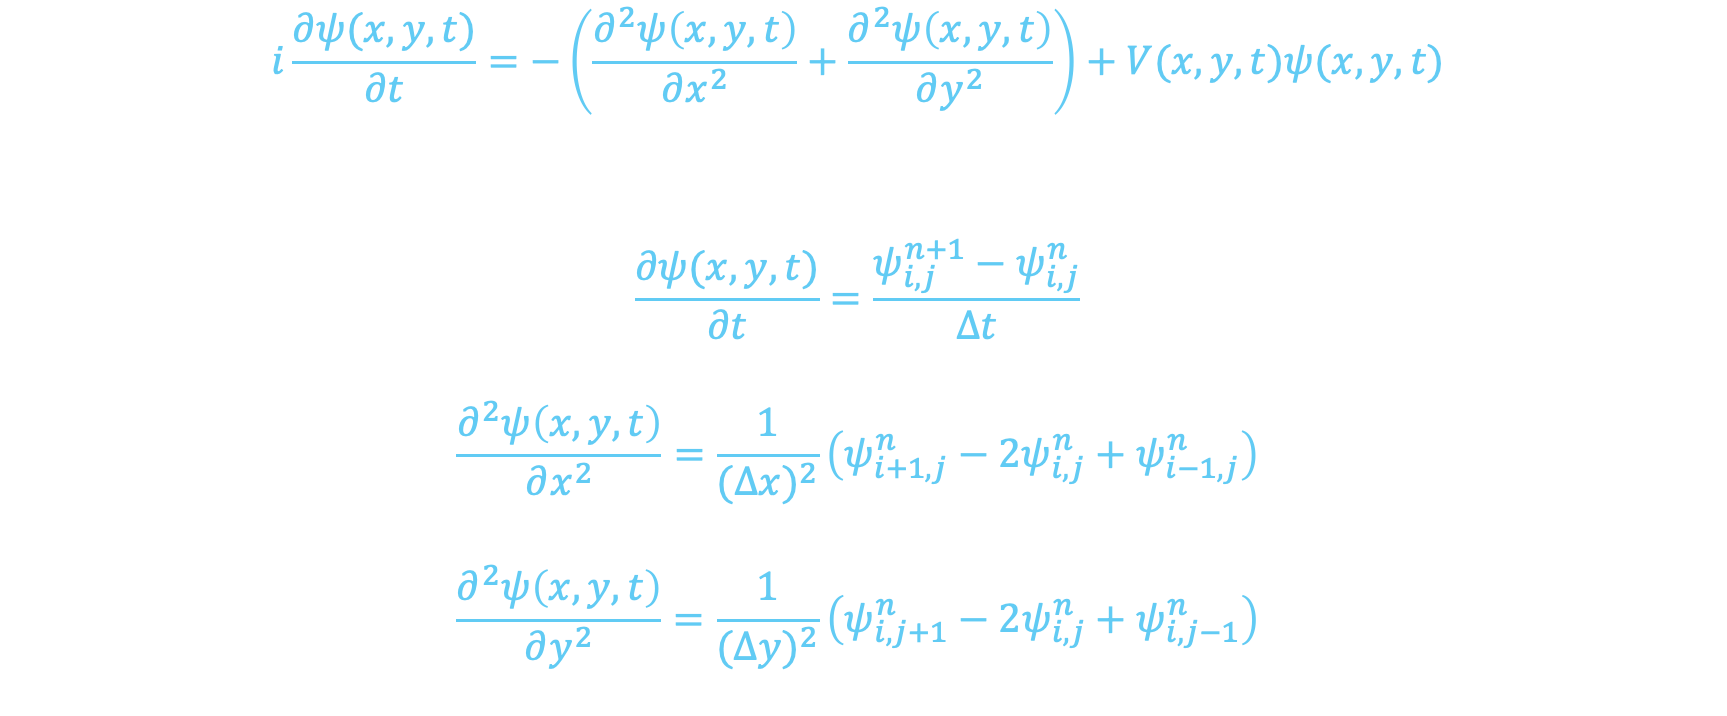 i ∂ψ(x, y, t)/∂t = −(∂²ψ(x, y, t)/∂x² + ∂²ψ(x, y, t)/∂y²) + V(x, y, t)ψ(x, y, t)
∂ψ(x, y, t)/∂t = (ψ_{i,j}^{n+1} − ψ_{i,j}^{n})/Δt
∂²ψ(x, y, t)/∂x² = 1/(Δx)² (ψ_{i+1,j}^{n} − 2ψ_{i,j}^{n} + ψ_{i−1,j}^{n})
∂²ψ(x, y, t)/∂y² = 1/(Δy)² (ψ_{i,j+1}^{n} − 2ψ_{i,j}^{n} + ψ_{i,j−1}^{n})